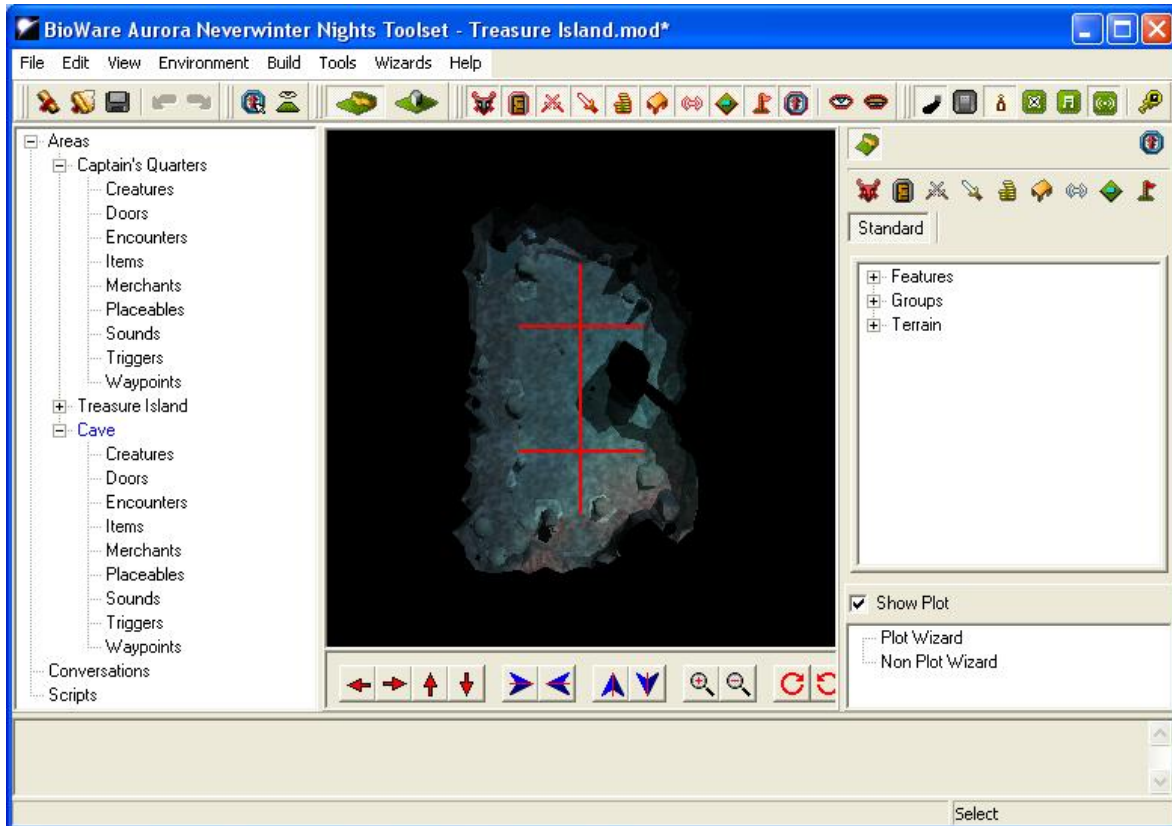 BioWare Aurora Neverwinter Nights Toolset - Treasure Island.mod*
File Edit View Environment Build Tools Wizards Help
Areas
Captain's Quarters
Creatures
Doors
Encounters
Items
Merchants
Placeables
Sounds
Triggers
Waypoints
Treasure Island
Cave
Creatures
Doors
Encounters
Items
Merchants
Placeables
Sounds
Triggers
Waypoints
Conversations
Scripts
Standard
Features
Groups
Terrain
Show Plot
Plot Wizard
Non Plot Wizard
Select